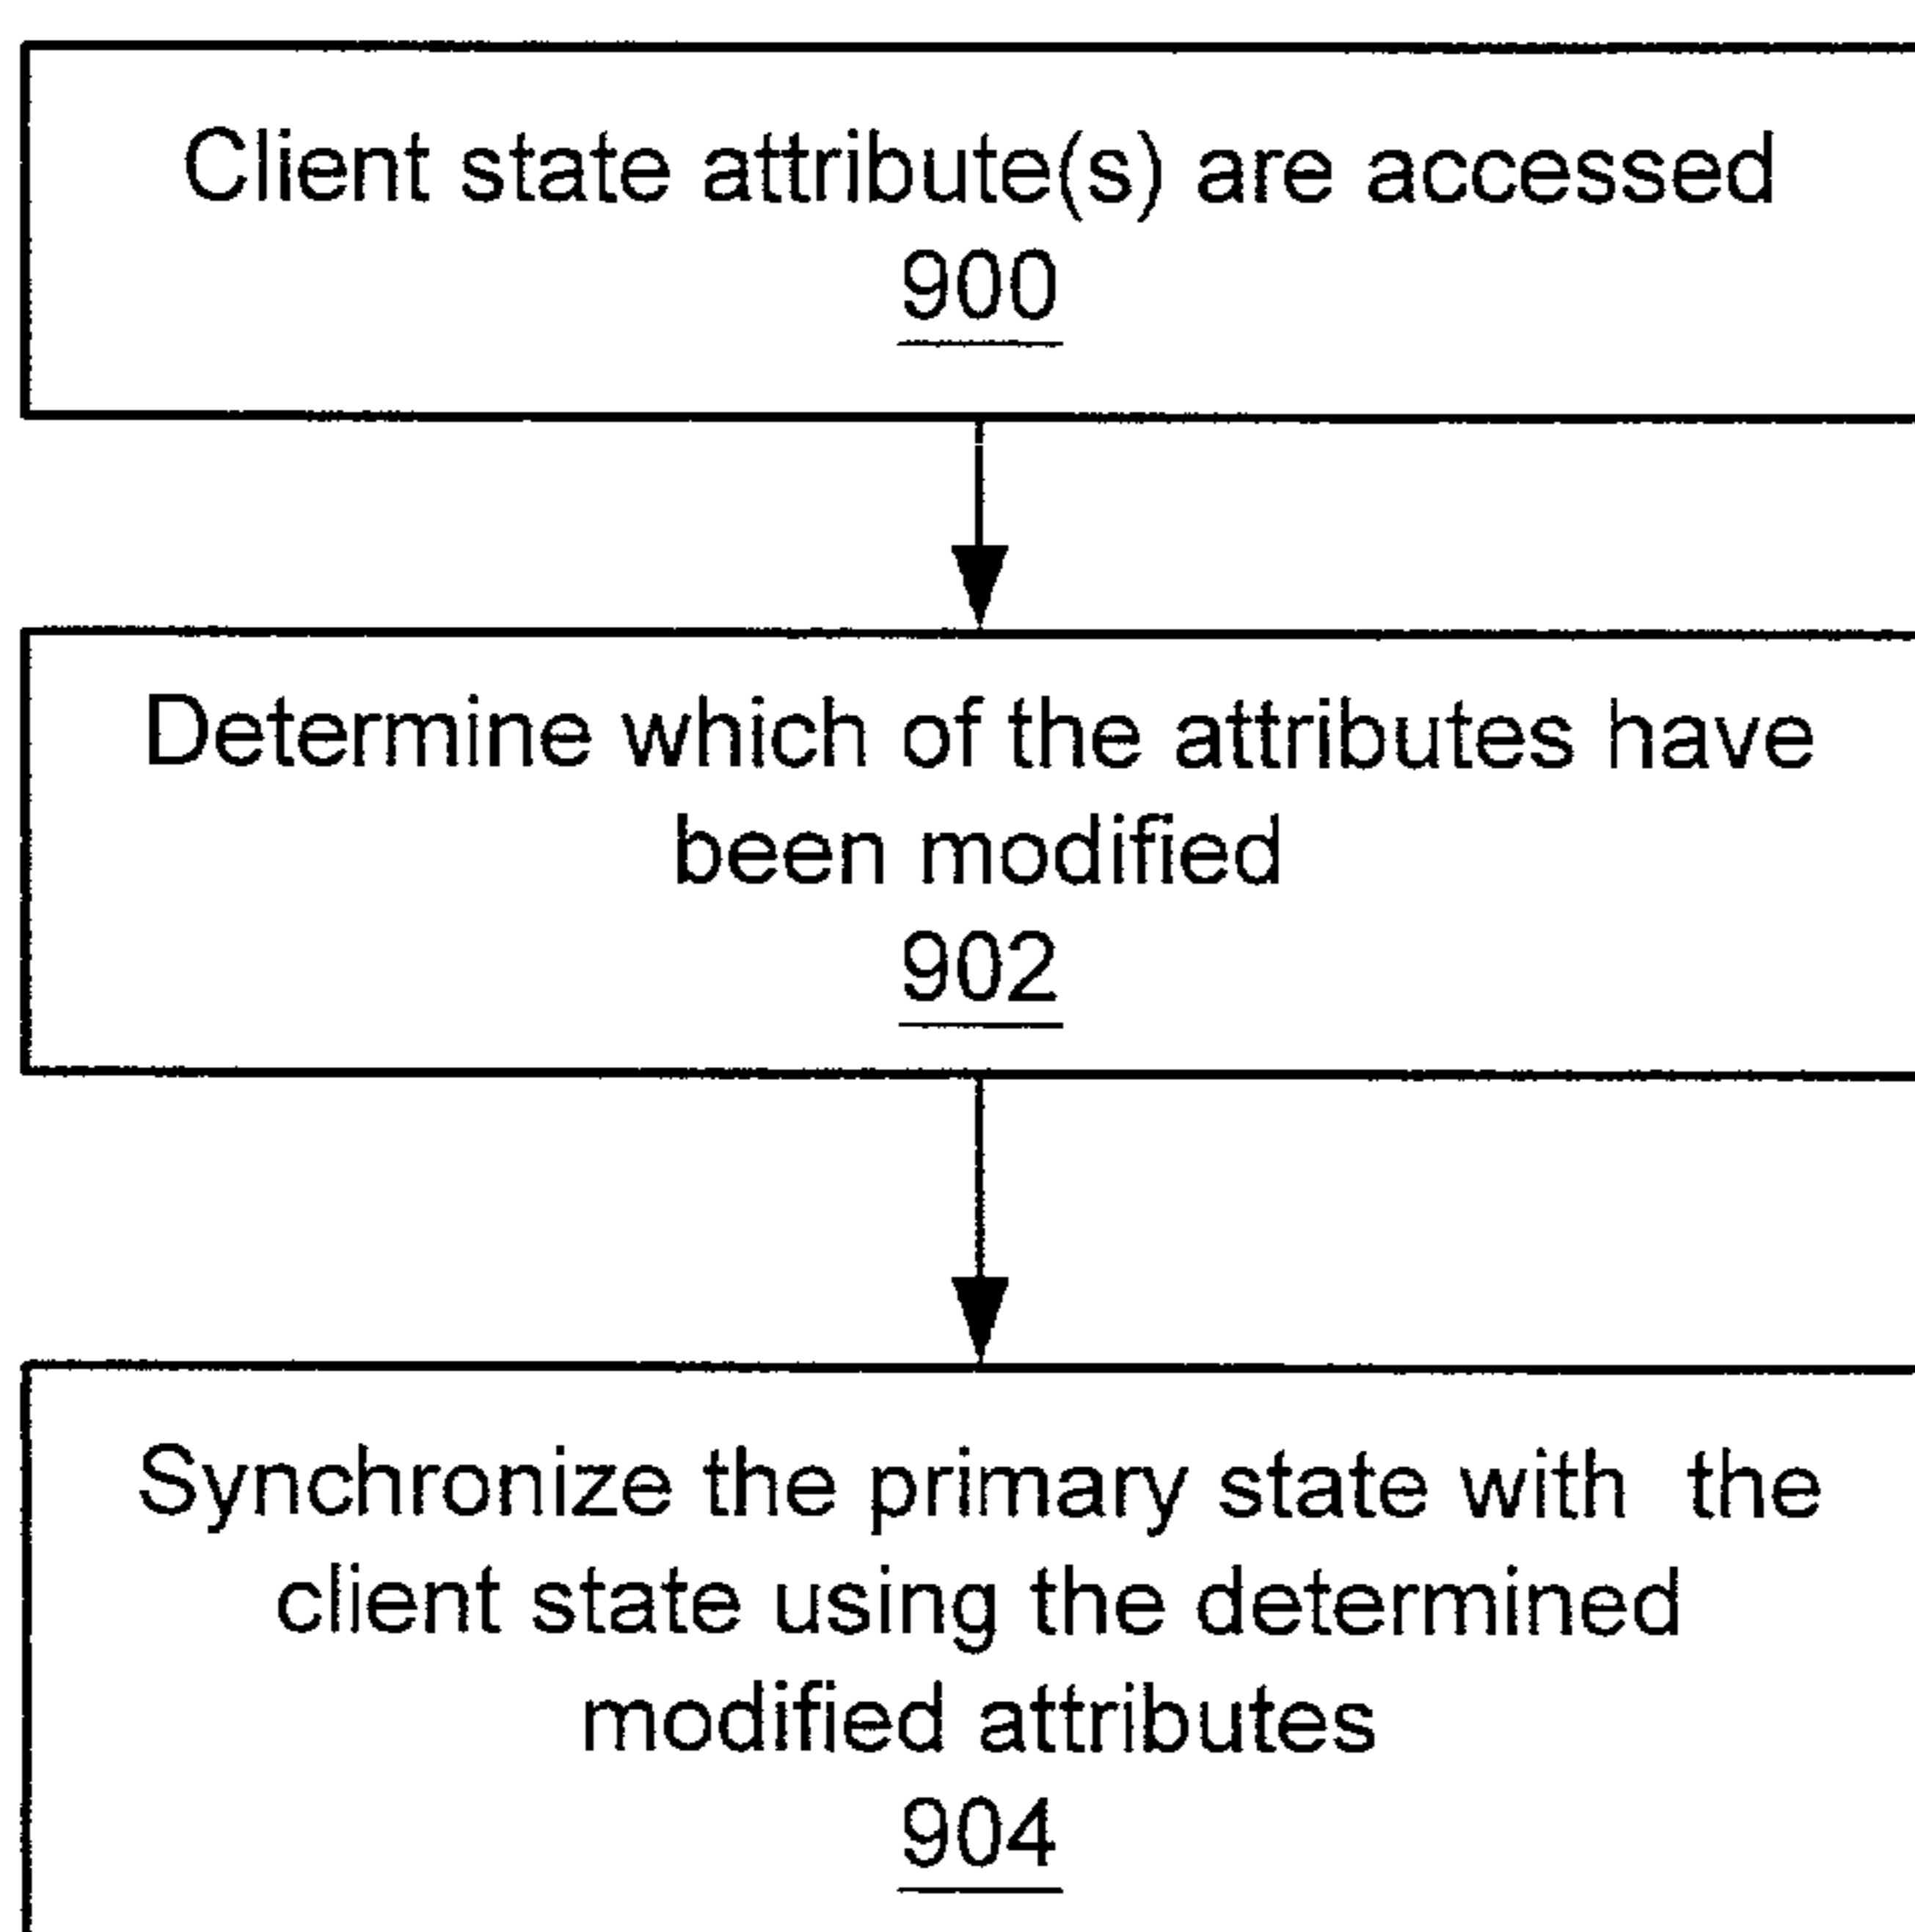 Client state attribute(s) are accessed
900
Determine which of the attributes have
been modified
902
Synchronize the primary state with the
client state using the determined
modified attributes
904